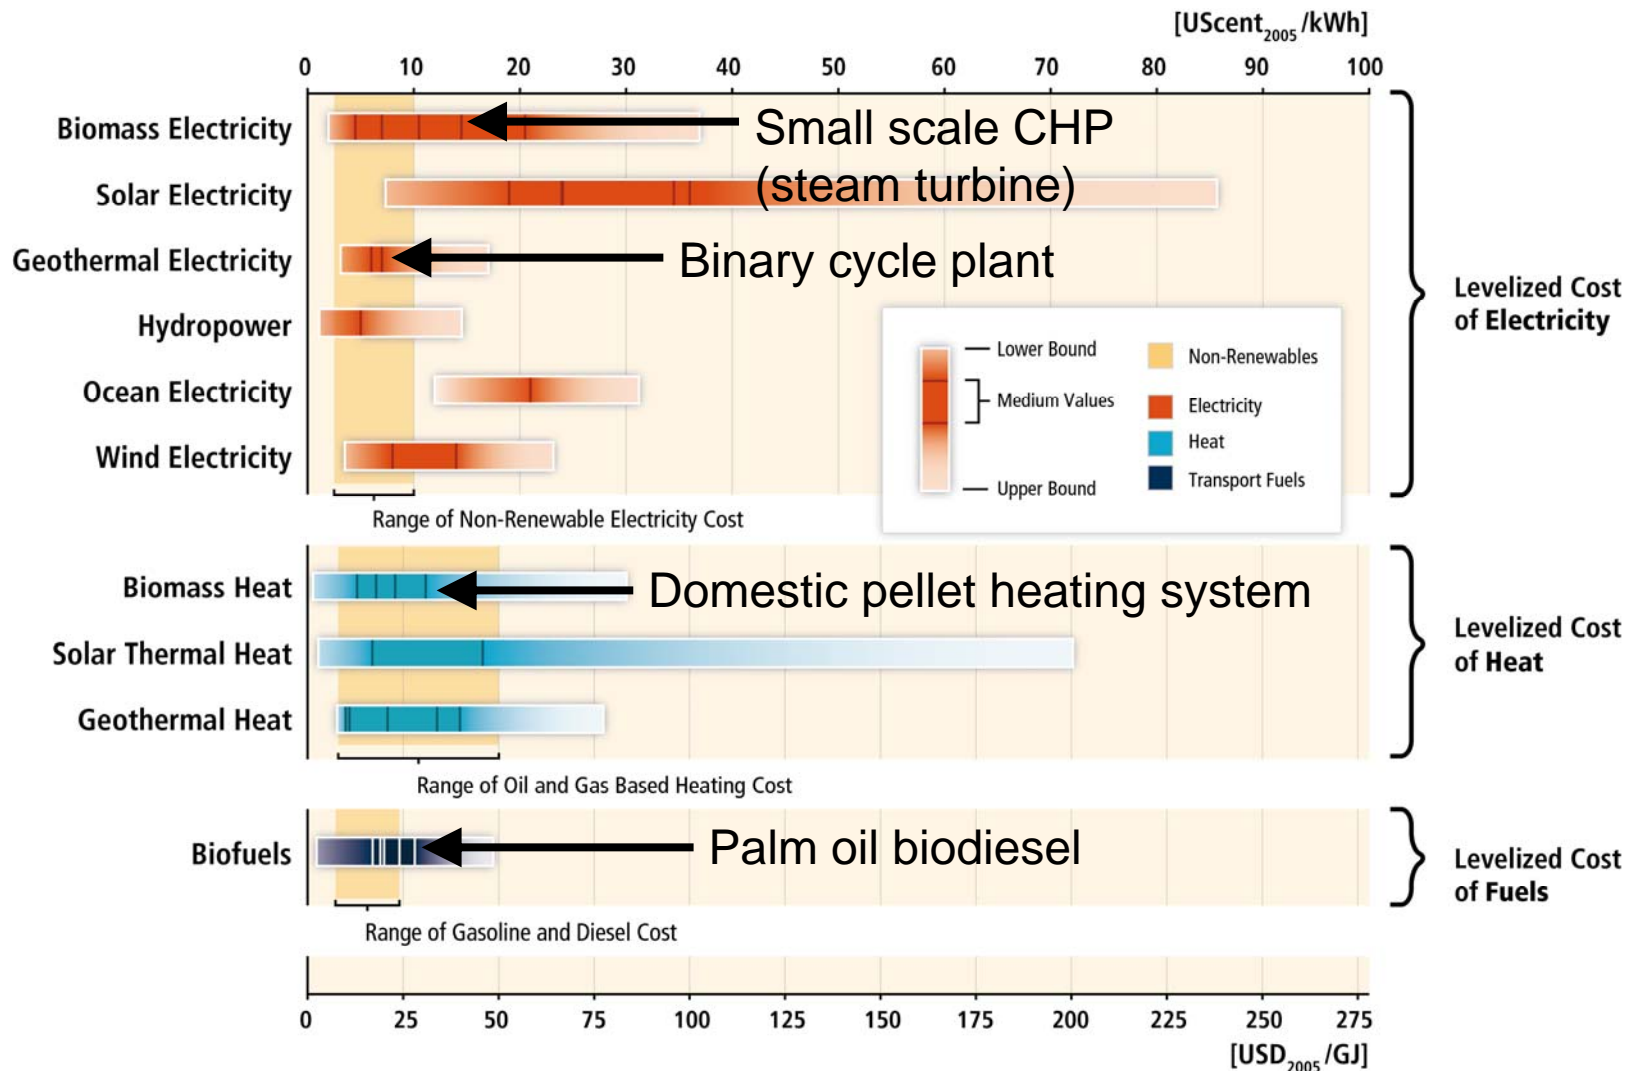 [UScent2005/kWh]
0 10 20 30 40 50 60 70 80 90 100
Biomass Electricity
Small scale CHP
(steam turbine)
Solar Electricity
Geothermal Electricity
Binary cycle plant
Hydropower
Ocean Electricity
Wind Electricity
Range of Non-Renewable Electricity Cost
Levelized Cost
of Electricity
Lower Bound
Medium Values
Upper Bound
Non-Renewables
Electricity
Heat
Transport Fuels
Biomass Heat
Domestic pellet heating system
Solar Thermal Heat
Geothermal Heat
Range of Oil and Gas Based Heating Cost
Levelized Cost
of Heat
Biofuels
Palm oil biodiesel
Range of Gasoline and Diesel Cost
Levelized Cost
of Fuels
0 25 50 75 100 125 150 175 200 225 250 275
[USD2005/GJ]